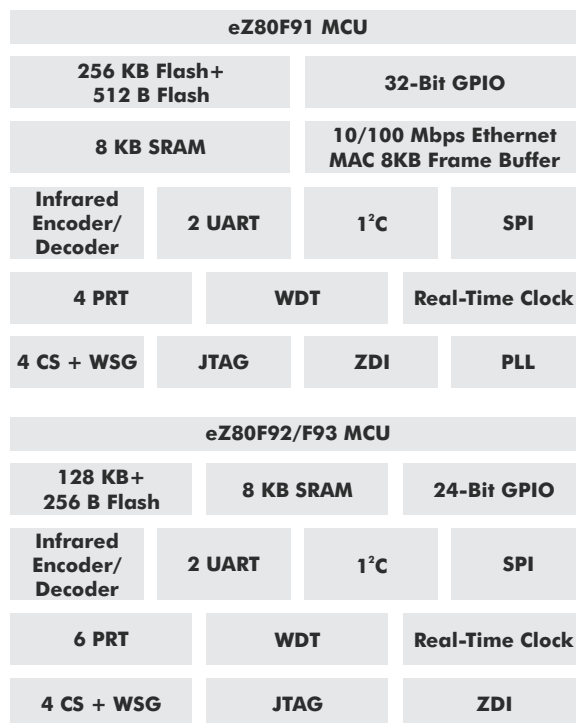 eZ80F91 MCU
256 KB Flash+
512 B Flash
32-Bit GPIO
8 KB SRAM
10/100 Mbps Ethernet
MAC 8KB Frame Buffer
Infrared
Encoder/
Decoder
2 UART
1²C
SPI
4 PRT
WDT
Real-Time Clock
4 CS + WSG
JTAG
ZDI
PLL
eZ80F92/F93 MCU
128 KB+
256 B Flash
8 KB SRAM
24-Bit GPIO
Infrared
Encoder/
Decoder
2 UART
1²C
SPI
6 PRT
WDT
Real-Time Clock
4 CS + WSG
JTAG
ZDI